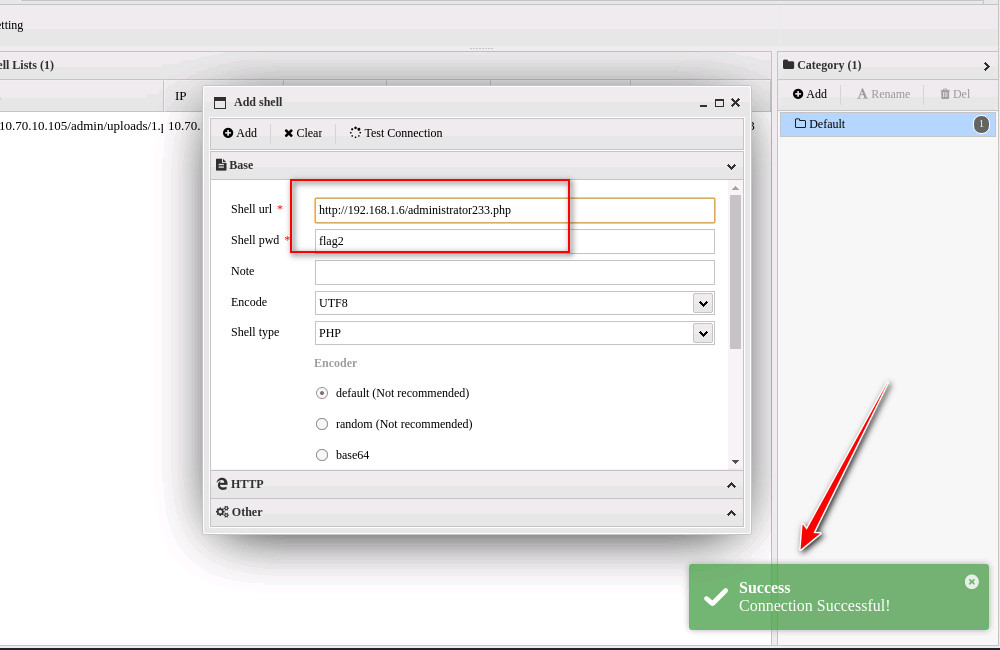 etting
ell Lists (1)
Category (1)
IP
Add
Rename
Del
10.70.10.105/admin/uploads/1.p
10.70.
3
Default
1
Add shell
Add
Clear
Test Connection
Base
Shell url *
http://192.168.1.6/administrator233.php
Shell pwd *
flag2
Note
Encode
UTF8
Shell type
PHP
Encoder
default (Not recommended)
random (Not recommended)
base64
HTTP
Other
Success
Connection Successful!